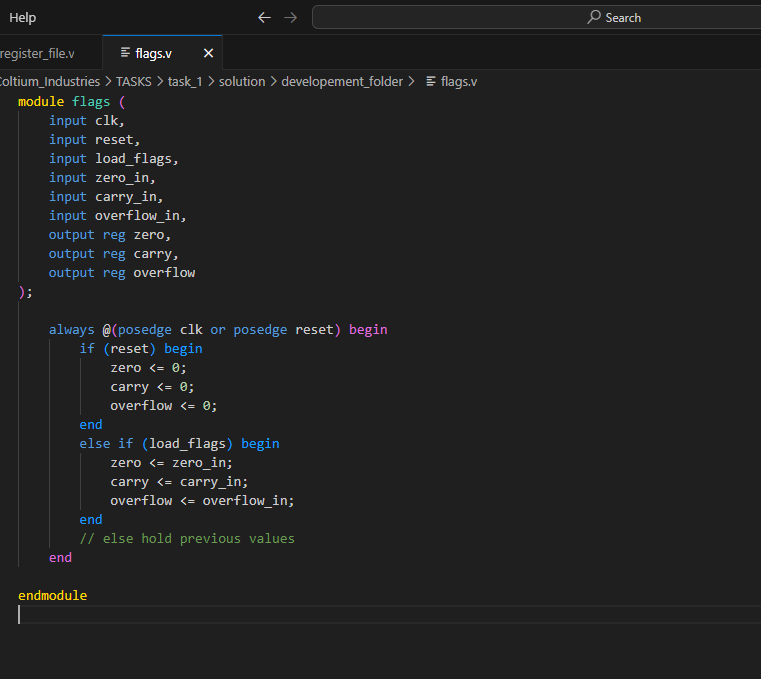 Help
Search
register_file.v
flags.v
Coltium_Industries > TASKS > task_1 > solution > developement_folder > flags.v
module flags (
    input clk,
    input reset,
    input load_flags,
    input zero_in,
    input carry_in,
    input overflow_in,
    output reg zero,
    output reg carry,
    output reg overflow
);
    always @(posedge clk or posedge reset) begin
        if (reset) begin
            zero <= 0;
            carry <= 0;
            overflow <= 0;
        end
        else if (load_flags) begin
            zero <= zero_in;
            carry <= carry_in;
            overflow <= overflow_in;
        end
        // else hold previous values
    end
endmodule